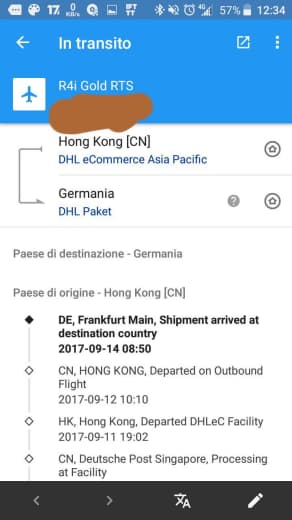 17. 0 KB/s 4G 57% 12:34
In transito
R4i Gold RTS
Hong Kong [CN]
DHL eCommerce Asia Pacific
Germania
DHL Paket
?
Paese di destinazione - Germania
Paese di origine - Hong Kong [CN]
DE, Frankfurt Main, Shipment arrived at
destination country
2017-09-14 08:50
CN, HONG KONG, Departed on Outbound
Flight
2017-09-12 10:10
HK, Hong Kong, Departed DHLeC Facility
2017-09-11 19:02
CN, Deutsche Post Singapore, Processing
at Facility